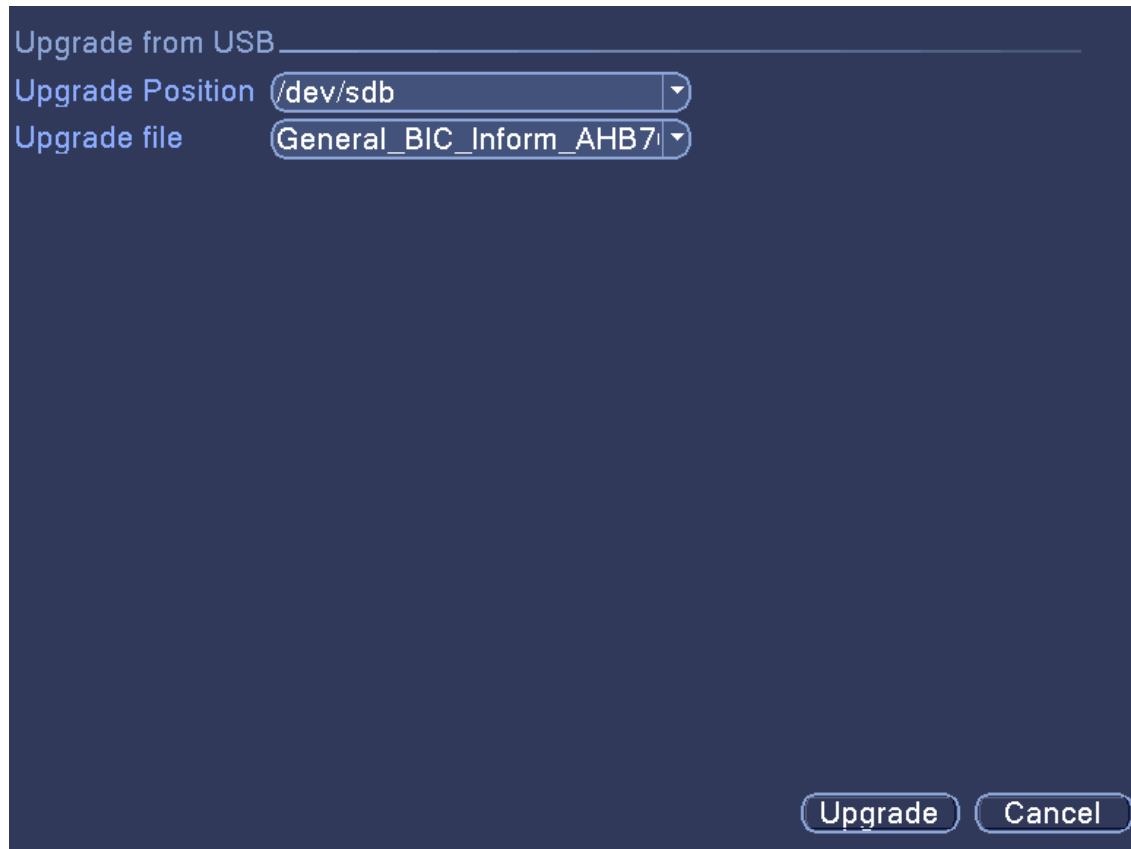 Upgrade from USB
Upgrade Position /dev/sdb
Upgrade file General_BIC_Inform_AHB7
Upgrade Cancel